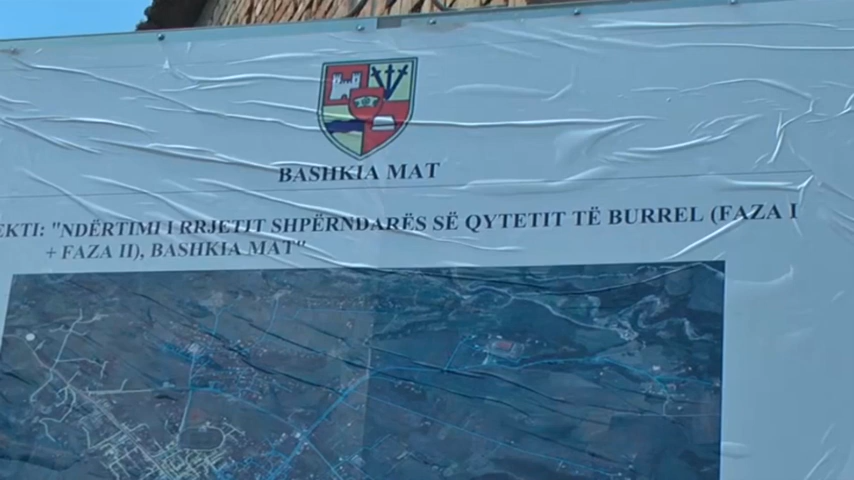 BASHKIA MAT
EKTI: "NDËRTIMI I RRJETIT SHPËRNDARËS SË QYTETIT TË BURREL (FAZA I
+ FAZA II), BASHKIA MAT"